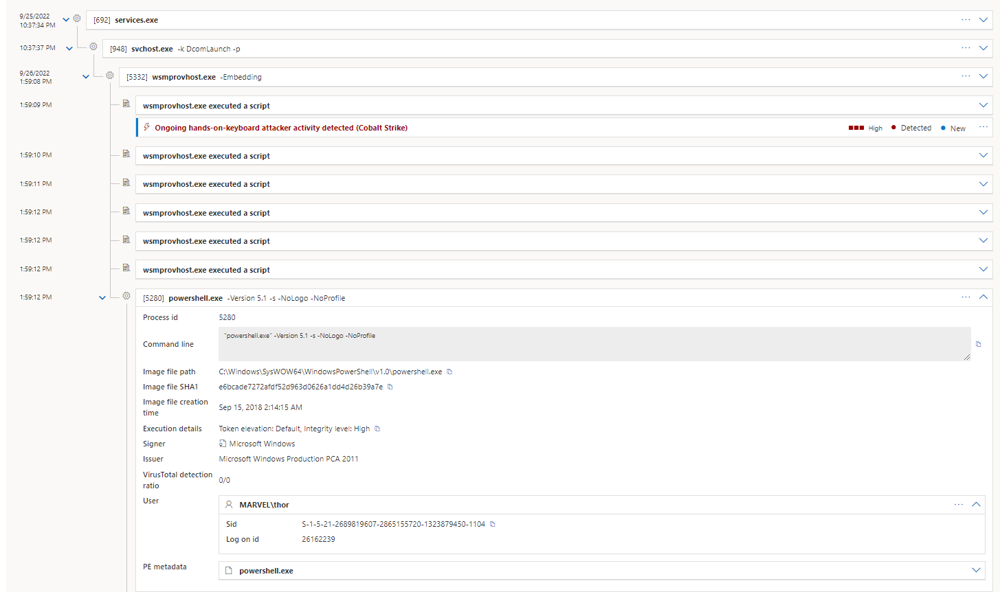 9/25/2022
10:37:34 PM
[692] services.exe
10:37:37 PM
[948] svchost.exe -k DcomLaunch -p
9/26/2022
1:59:08 PM
[5332] wsmprovhost.exe -Embedding
1:59:09 PM
wsmprovhost.exe executed a script
Ongoing hands-on-keyboard attacker activity detected (Cobalt Strike) High Detected New
1:59:10 PM
wsmprovhost.exe executed a script
1:59:11 PM
wsmprovhost.exe executed a script
1:59:12 PM
wsmprovhost.exe executed a script
1:59:12 PM
wsmprovhost.exe executed a script
1:59:12 PM
wsmprovhost.exe executed a script
1:59:12 PM
[5280] powershell.exe -Version 5.1 -s -NoLogo -NoProfile
Process id 5280
Command line "powershell.exe" -Version 5.1 -s -NoLogo -NoProfile
Image file path C:\Windows\SysWOW64\WindowsPowerShell\v1.0\powershell.exe
Image file SHA1 e6bcade7272afdf52d963d0626a1dd4d26b39a7e
Image file creation
time
Sep 15, 2018 2:14:15 AM
Execution details Token elevation: Default, Integrity level: High
Signer Microsoft Windows
Issuer Microsoft Windows Production PCA 2011
VirusTotal detection
ratio
0/0
User
MARVEL\thor
Sid S-1-5-21-2689819607-2865155720-1323879450-1104
Log on id 26162239
PE metadata
powershell.exe